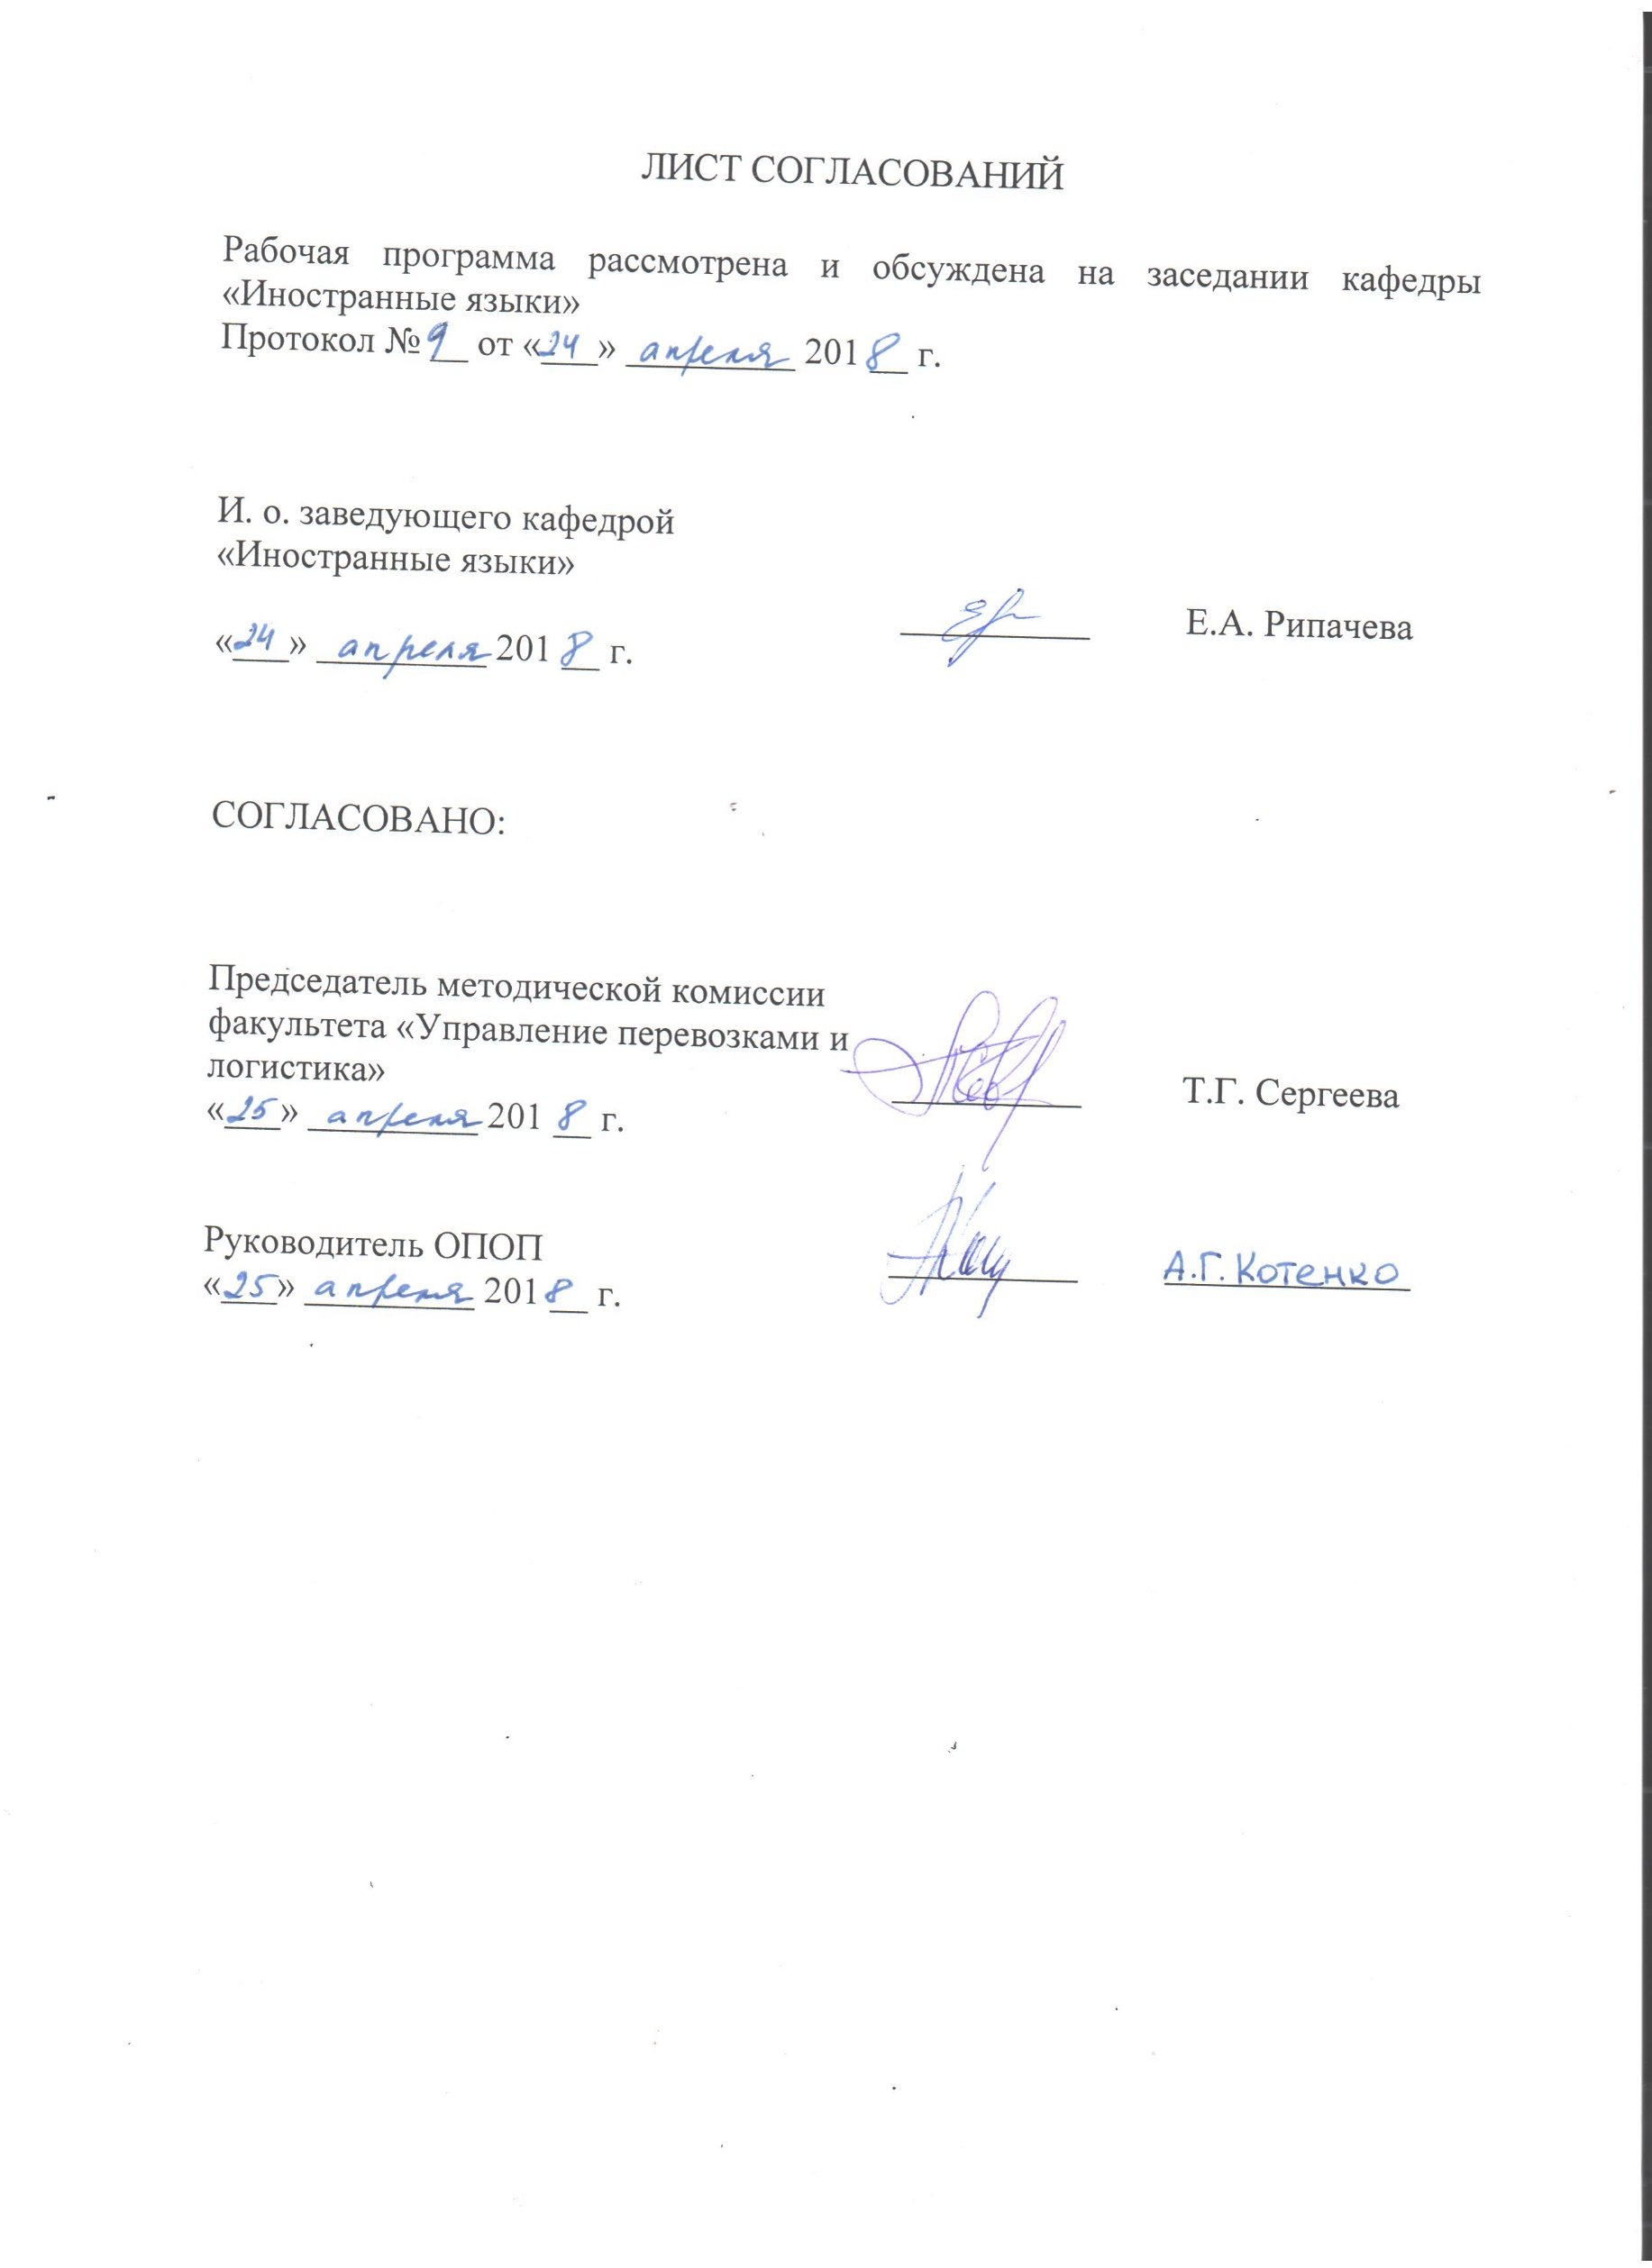 ЛИСТ СОГЛАСОВАНИЙ
Рабочая программа рассмотрена и обсуждена на заседании кафедры
«Иностранные языки»
Протокол № 9 от «24» апреля 2018 г.
И. о. заведующего кафедрой
«Иностранные языки»
«24» апреля 2018 г. Е.А. Рипачева
СОГЛАСОВАНО:
Председатель методической комиссии
факультета «Управление перевозками и
логистика»
«25» апреля 2018 г. Т.Г. Сергеева
Руководитель ОПОП
«25» апреля 2018 г. А.Г. Котенко